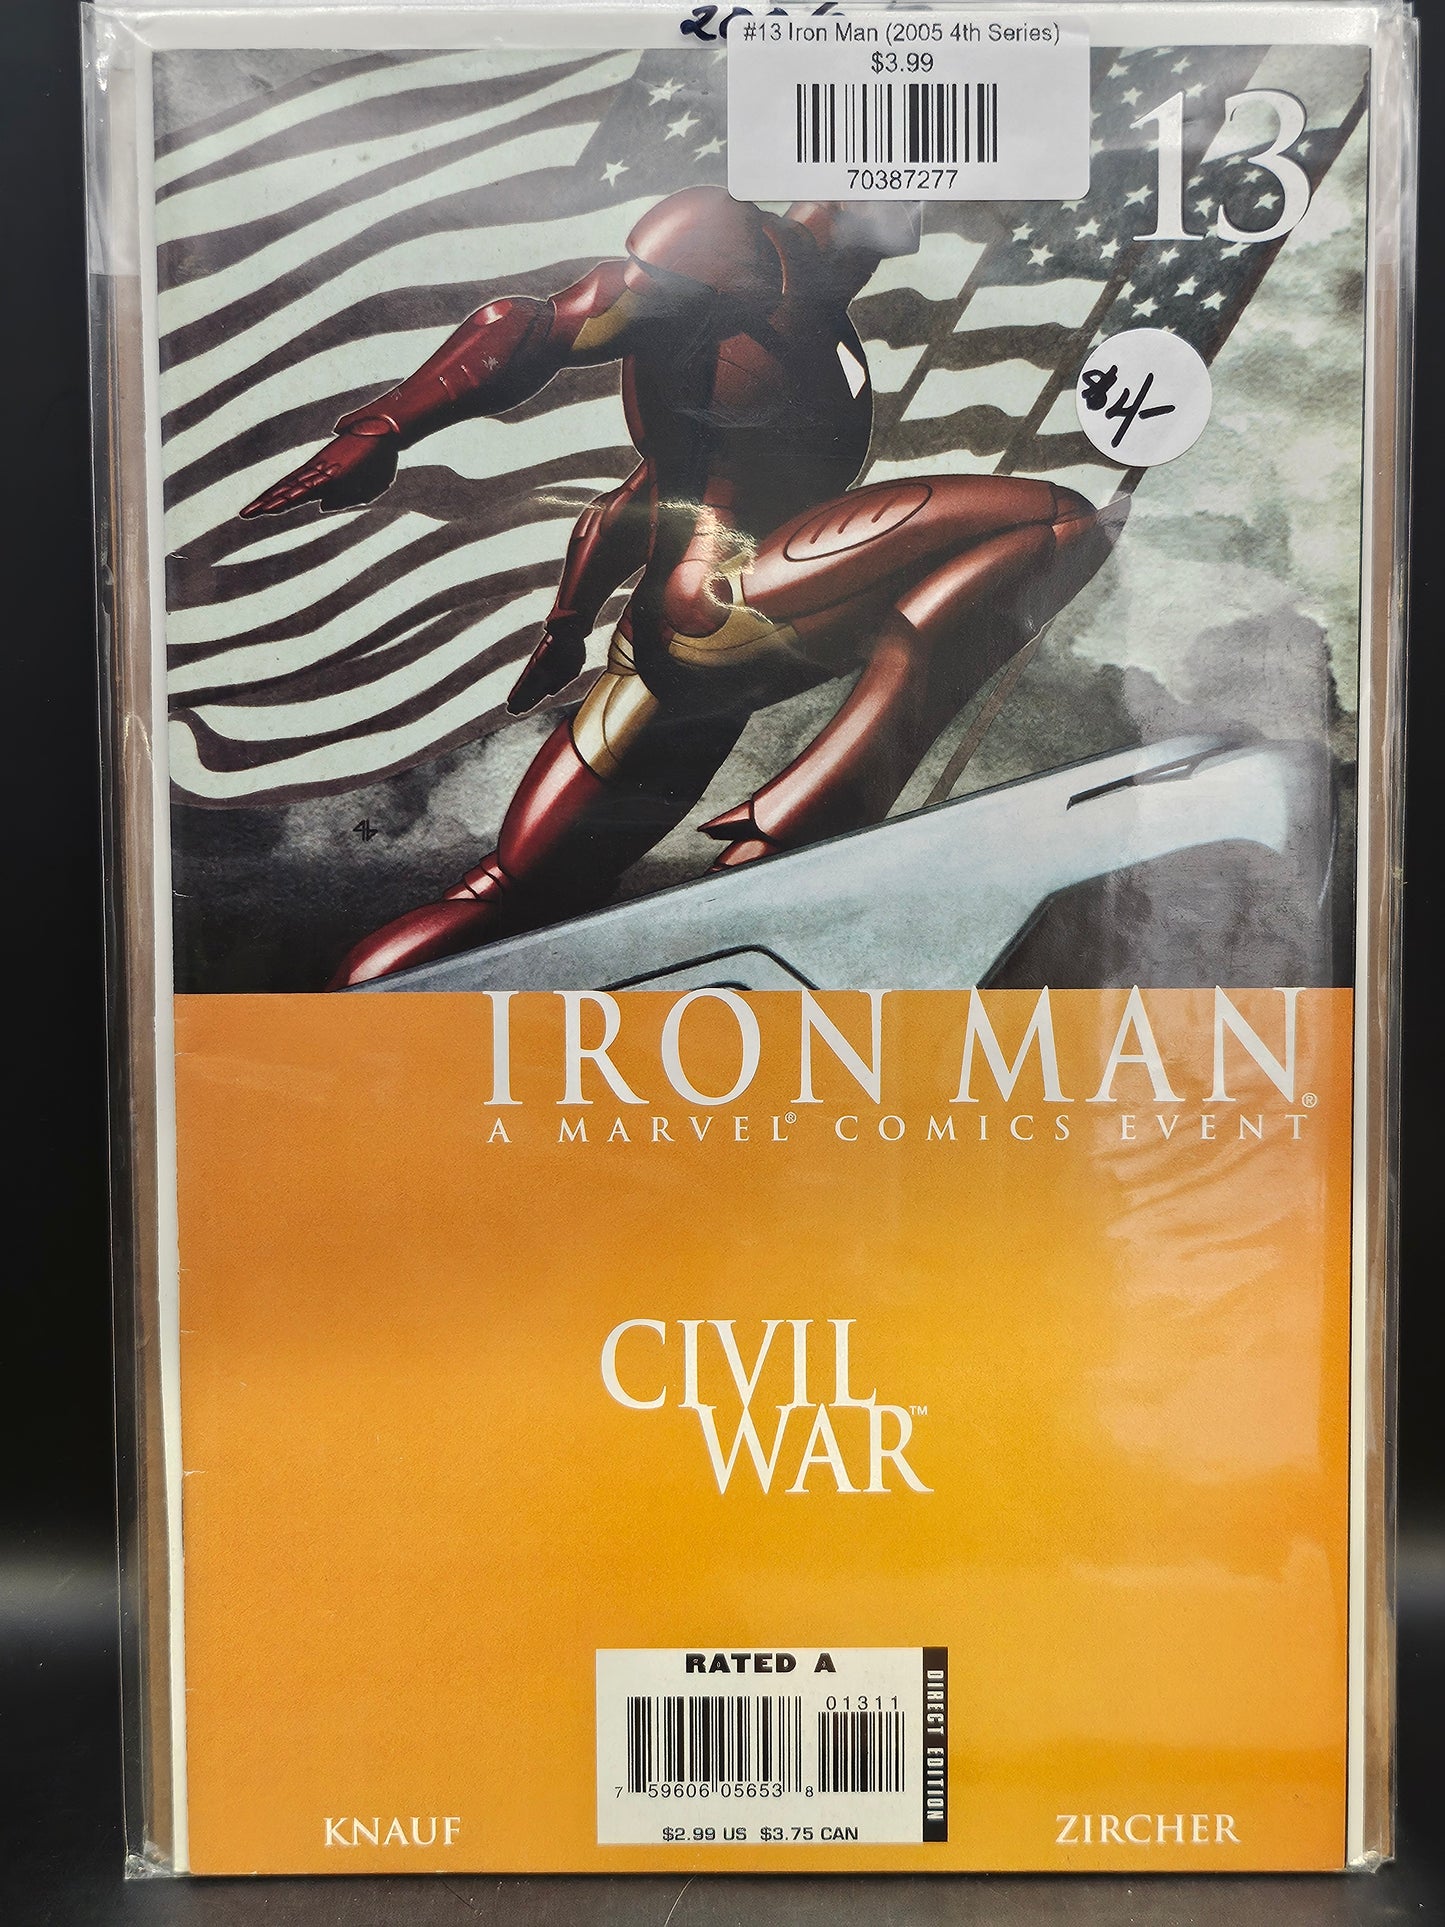 #13 Iron Man (2005 4th Series)
$3.99
70387277
13
$4/-
IRON MAN®
A MARVEL® COMICS EVENT
CIVIL
WAR™
RATED A
01311
DIRECT EDITION
7 59606 05653 8
$2.99 US $3.75 CAN
KNAUF
ZIRCHER